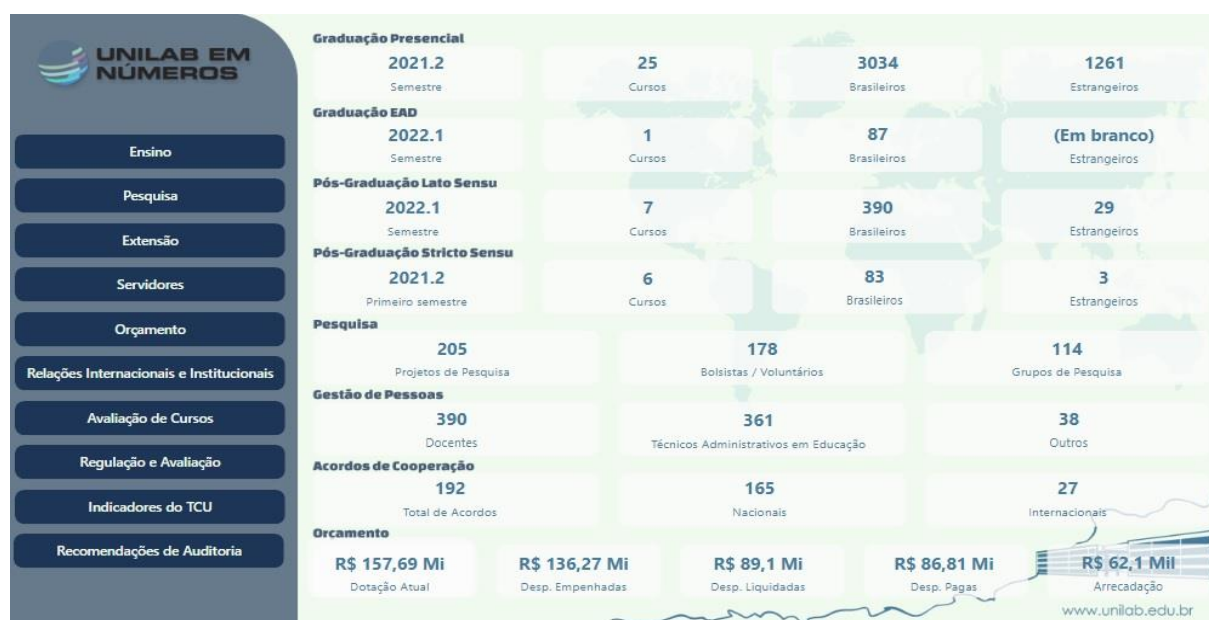 UNILAB EM
NÚMEROS
Ensino
Pesquisa
Extensão
Servidores
Orçamento
Relações Internacionais e Institucionais
Avaliação de Cursos
Regulação e Avaliação
Indicadores do TCU
Recomendações de Auditoria
Graduação Presencial
2021.2 25 3034 1261
Semestre Cursos Brasileiros Estrangeiros
Graduação EAD
2022.1 1 87 (Em branco)
Semestre Cursos Brasileiros Estrangeiros
Pós-Graduação Lato Sensu
2022.1 7 390 29
Semestre Cursos Brasileiros Estrangeiros
Pós-Graduação Stricto Sensu
2021.2 6 83 3
Primeiro semestre Cursos Brasileiros Estrangeiros
Pesquisa
205 178 114
Projetos de Pesquisa Bolsistas / Voluntários Grupos de Pesquisa
Gestão de Pessoas
390 361 38
Docentes Técnicos Administrativos em Educação Outros
Acordos de Cooperação
192 165 27
Total de Acordos Nacionais Internacionais
Orcamento
R$ 157,69 Mi R$ 136,27 Mi R$ 89,1 Mi R$ 86,81 Mi R$ 62,1 Mil
Dotação Atual Desp. Empenhadas Desp. Liquidadas Desp. Pagas Arrecadação
www.unilab.edu.br